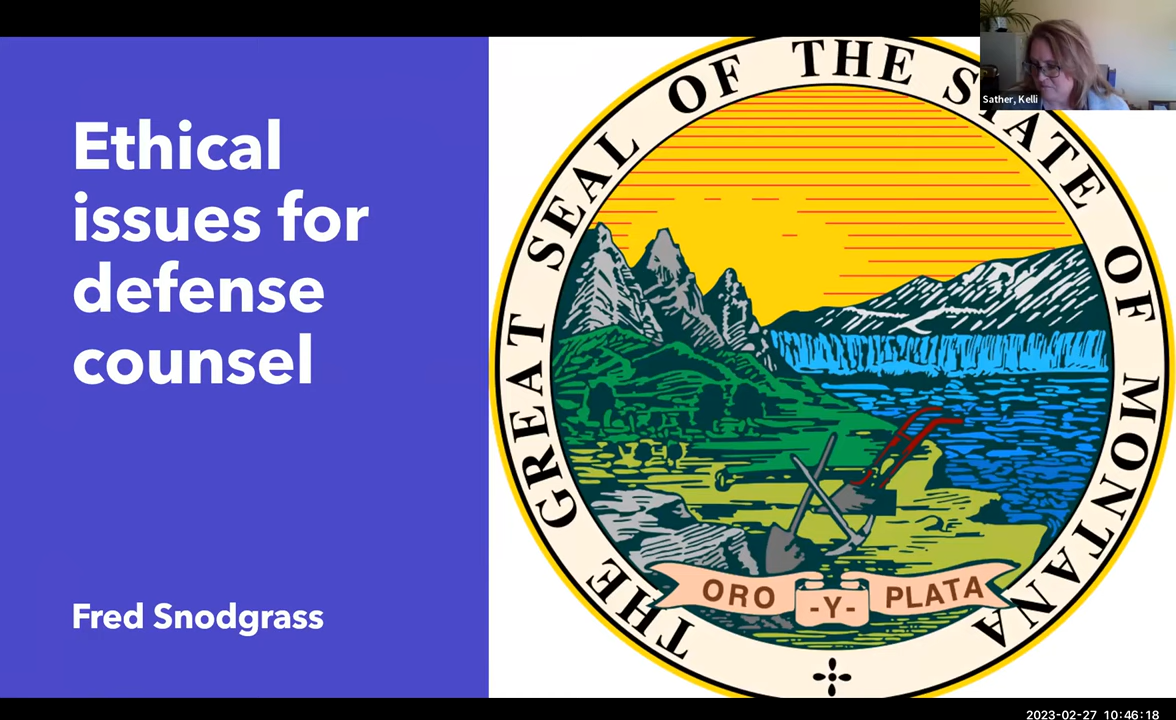 Ethical
issues for
defense
counsel
Fred Snodgrass
THE GREAT SEAL OF THE STATE OF MONTANA
ORO -Y- PLATA
Sather, Kelli
2023-02-27 10:46:18